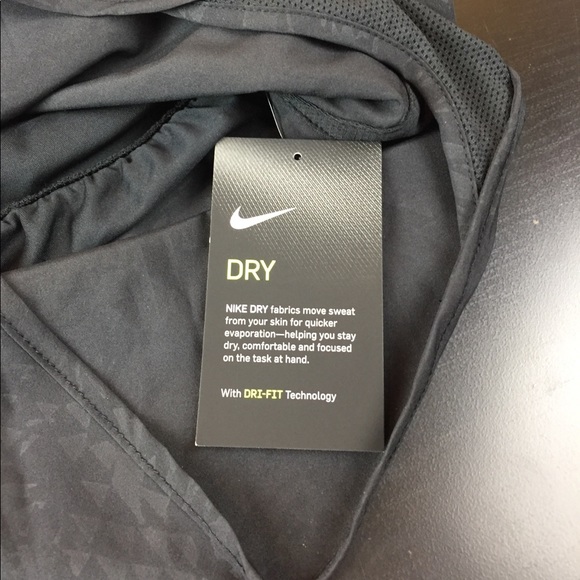 DRY
NIKE DRY fabrics move sweat
from your skin for quicker
evaporation—helping you stay
dry, comfortable and focused
on the task at hand.
With DRI-FIT Technology